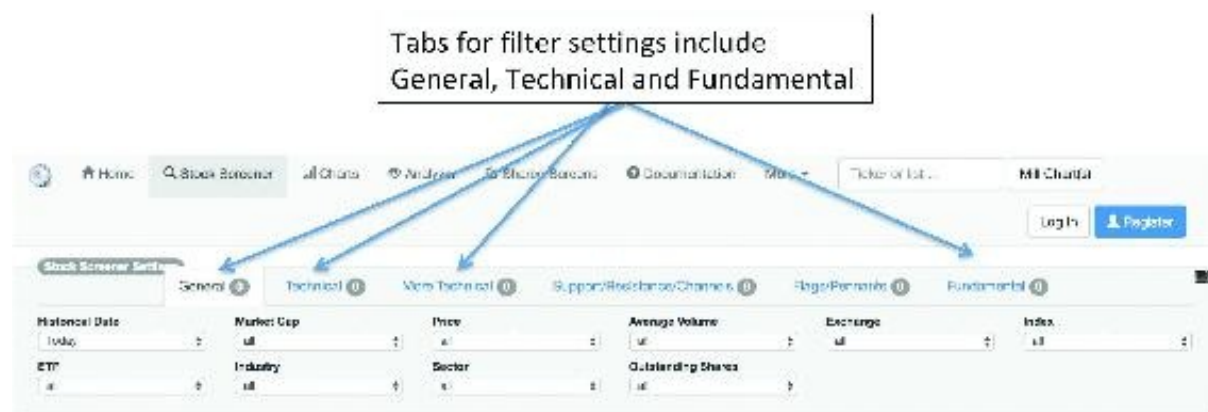 Tabs for filter settings include
General, Technical and Fundamental
Home Stock Screener Charts Analyzer Shared Screens Documentation More Ticker or list ...
Log In Register
Stock Screener
General Technical More Technical Support/Resistance/Channels Flags/Pennants Fundamental
Historical Date Market Cap Price Average Volume Exchange Index
Today all all all all all
ETF Industry Sector Outstanding Shares
all all all all